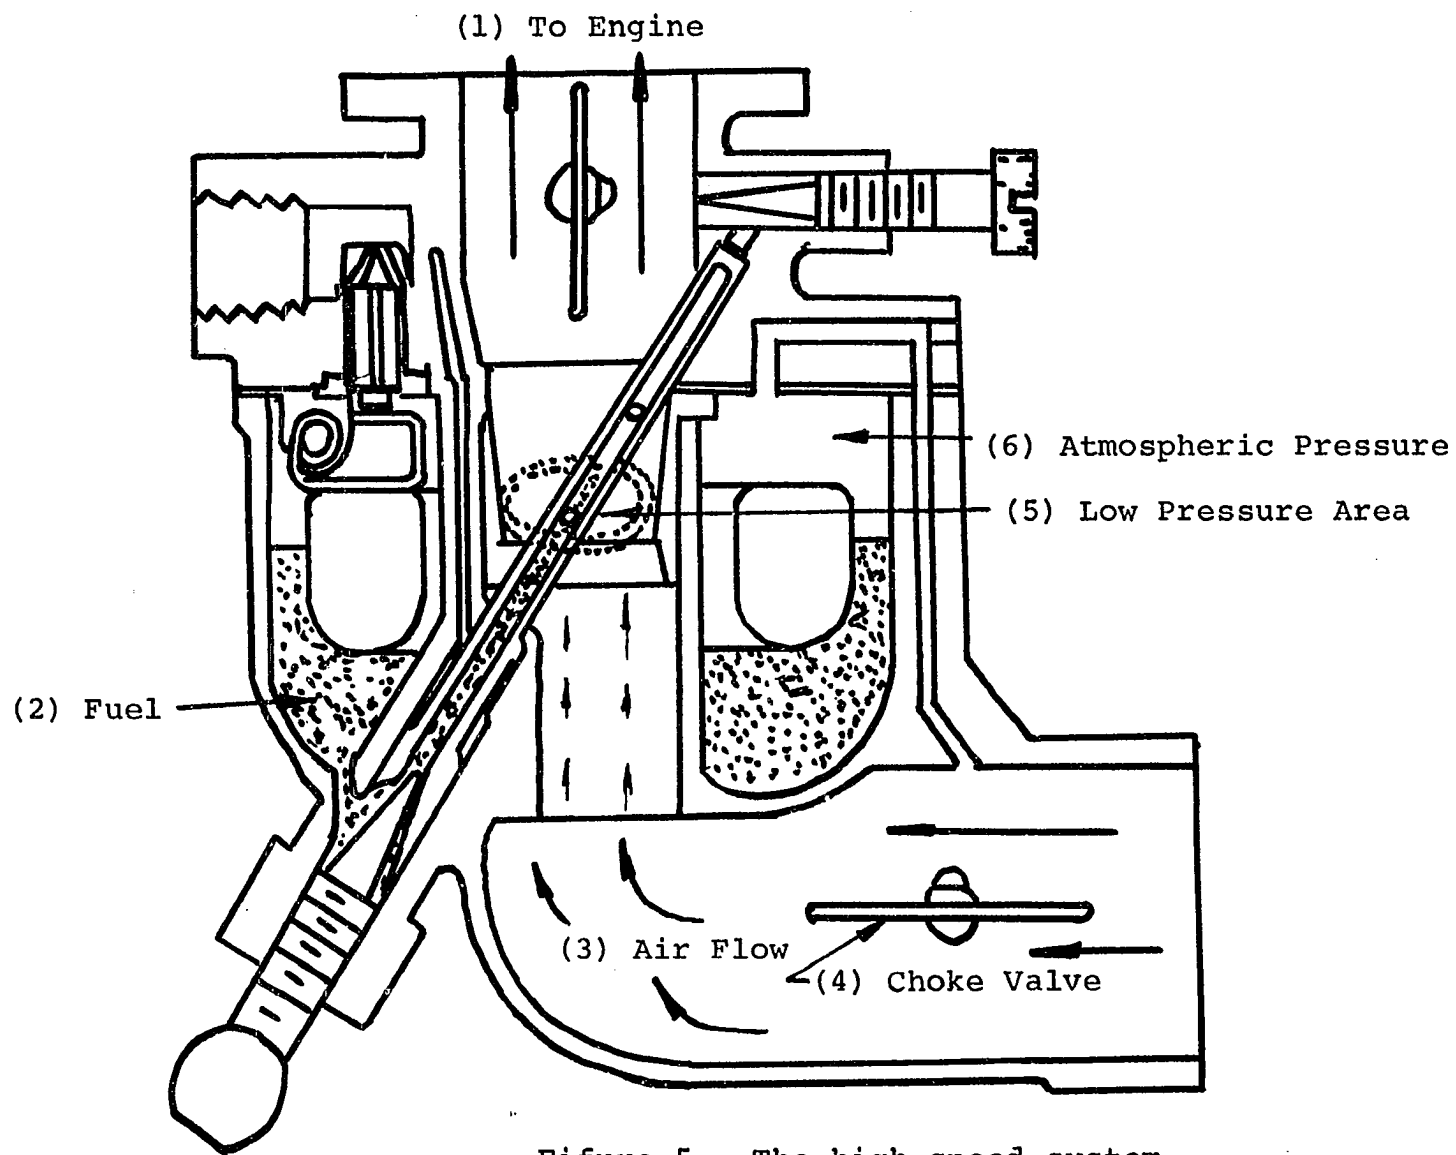 (1) To Engine
(6) Atmospheric Pressure
(5) Low Pressure Area
(2) Fuel
(3) Air Flow
(4) Choke Valve
Fifure 5. The high speed system